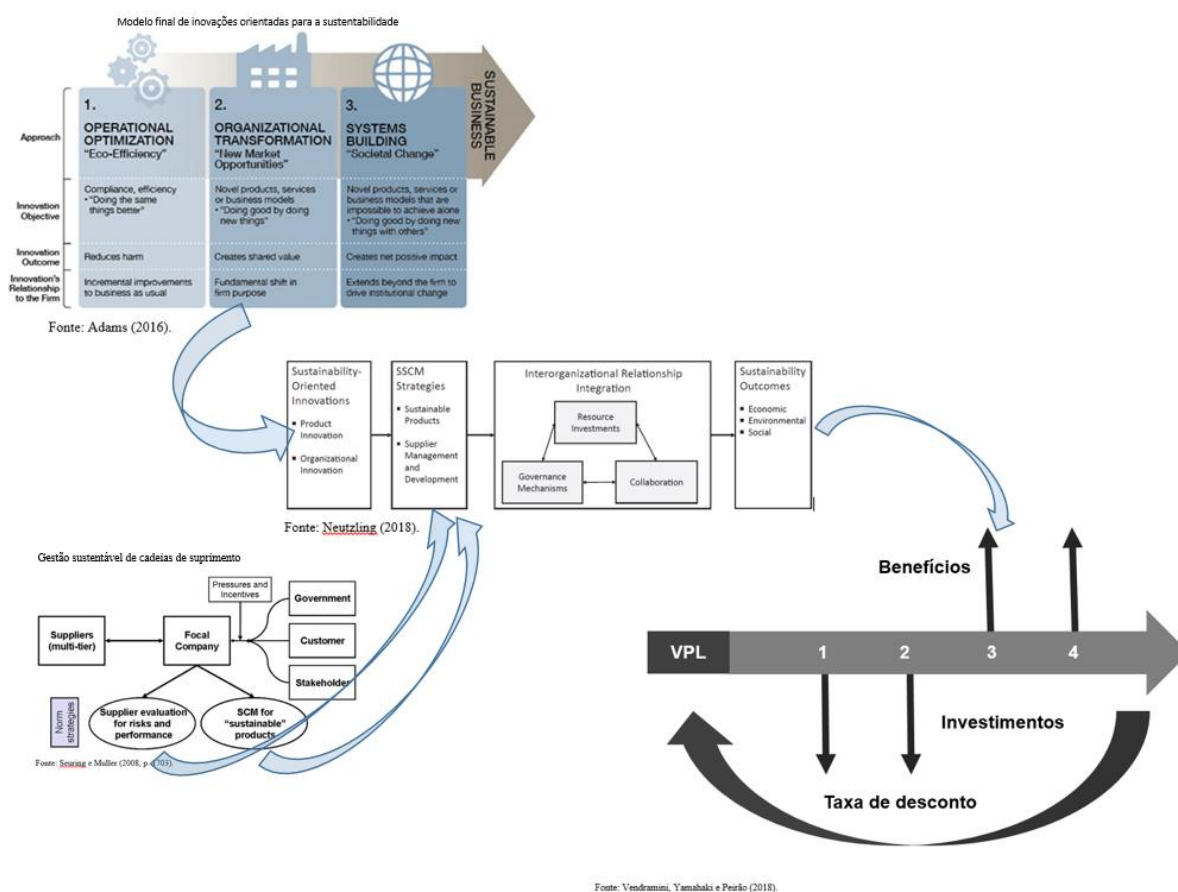 Modelo final de inovações orientadas para a sustentabilidade
SUSTAINABLE
BUSINESS
Approach
1.
OPERATIONAL
OPTIMIZATION
“Eco-Efficiency”
2.
ORGANIZATIONAL
TRANSFORMATION
“New Market
Opportunities”
3.
SYSTEMS
BUILDING
“Societal Change”
Innovation
Objective
Compliance, efficiency
• “Doing the same
things better”
Novel products, services
or business models
• “Doing good by doing
new things”
Novel products, services or
business models that are
impossible to achieve alone
• “Doing good by doing new
things with others”
Innovation
Outcome
Reduces harm
Creates shared value
Creates net positive impact
Innovation's
Relationship
to the Firm
Incremental improvements
to business as usual
Fundamental shift in
firm purpose
Extends beyond the firm to
drive institutional change
Fonte: Adams (2016).
Sustainability-
Oriented
Innovations
▪ Product
Innovation
▪ Organizational
Innovation
SSCM
Strategies
▪ Sustainable
Products
▪ Supplier
Management
and
Development
Interorganizational Relationship
Integration
Resource
Investments
Governance
Mechanisms
Collaboration
Sustainability
Outcomes
▪ Economic
▪ Environmental
▪ Social
Fonte: Neutzling (2018).
Gestão sustentável de cadeias de suprimento
Pressures and
Incentives
Suppliers
(multi-tier)
Focal
Company
Government
Customer
Stakeholder
Norm
strategies
Supplier evaluation
for risks and
performance
SCM for
“sustainable”
products
Fonte: Seuring e Muller (2008, p. 1703).
Benefícios
VPL
1
2
3
4
Investimentos
Taxa de desconto
Fonte: Vendramini, Yamahaki e Peirão (2018).